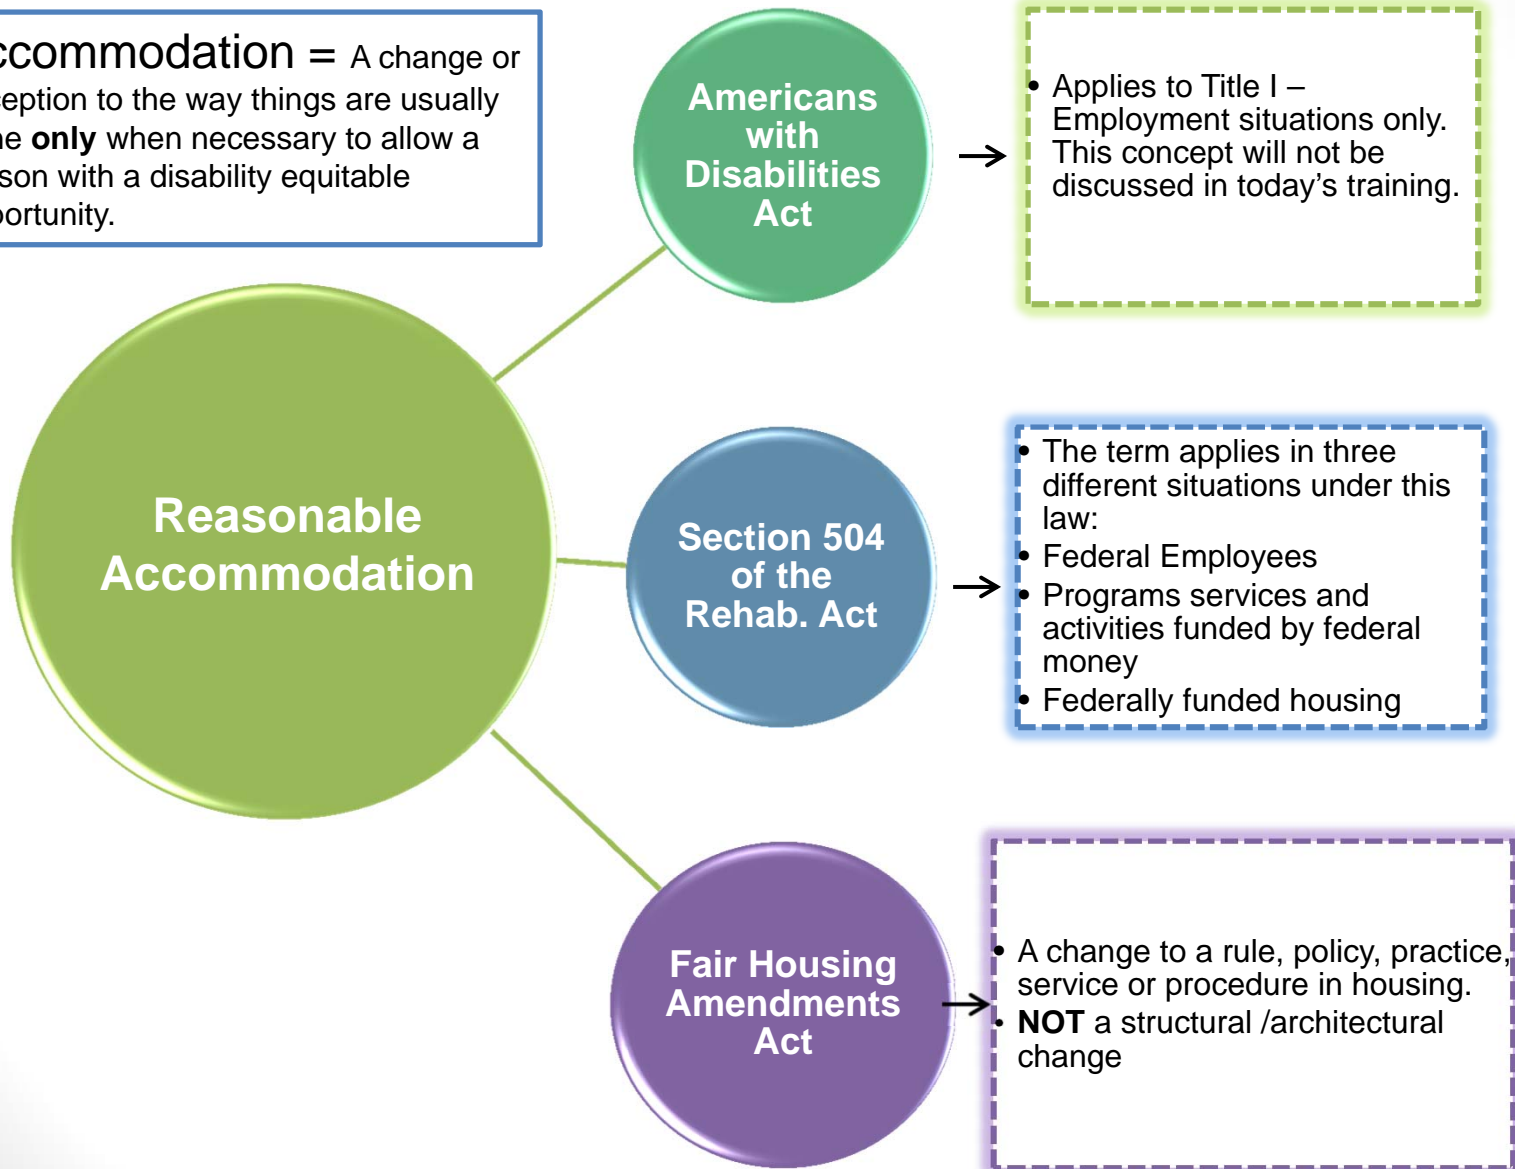 ccommodation = A change or
ception to the way things are usually
ne only when necessary to allow a
son with a disability equitable
portunity.
Americans
with
Disabilities
Act
• Applies to Title I –
Employment situations only.
This concept will not be
discussed in today's training.
Reasonable
Accommodation
Section 504
of the
Rehab. Act
• The term applies in three
different situations under this
law:
• Federal Employees
• Programs services and
activities funded by federal
money
• Federally funded housing
Fair Housing
Amendments
Act
• A change to a rule, policy, practice,
service or procedure in housing.
• NOT a structural /architectural
change